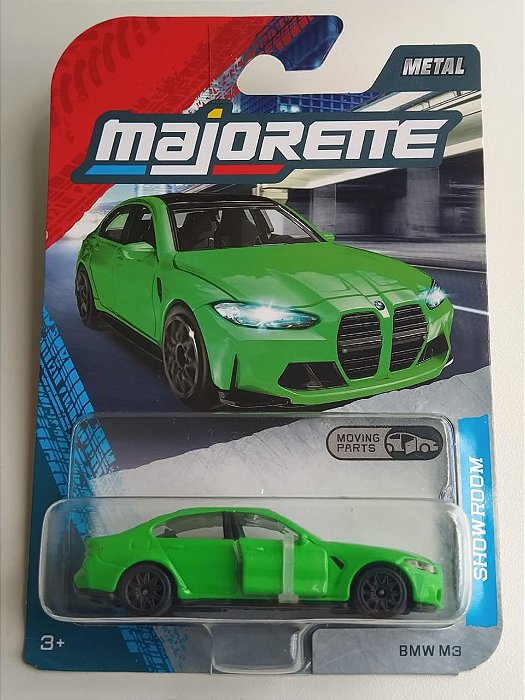 METAL
majorette
MOVING
PARTS
SHOWROOM
3+
BMW M3